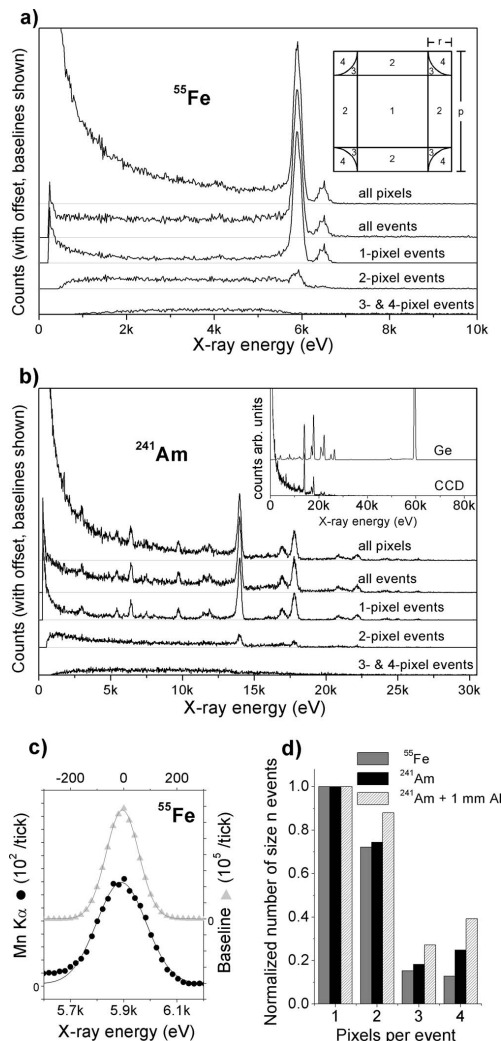 a)
55Fe
r
4 2 4
3 3
2 1 2
p
3 3
4 2 4
all pixels
all events
1-pixel events
2-pixel events
3- & 4-pixel events
Counts (with offset, baselines shown)
0 2k 4k 6k 8k 10k
X-ray energy (eV)
b)
241Am
counts arb. units
Ge
CCD
0 20k 40k 60k 80k
X-ray energy (eV)
all pixels
all events
1-pixel events
2-pixel events
3- & 4-pixel events
Counts (with offset, baselines shown)
0 5k 10k 15k 20k 25k 30k
X-ray energy (eV)
c)
-200 0 200
55Fe
Mn Kα (10² /tick)
Baseline (10⁵ /tick)
0
0
5.7k 5.9k 6.1k
X-ray energy (eV)
d)
55Fe
241Am
241Am + 1 mm Al
Normalized number of size n events
1.0
0.8
0.6
0.4
0.2
0.0
1 2 3 4
Pixels per event